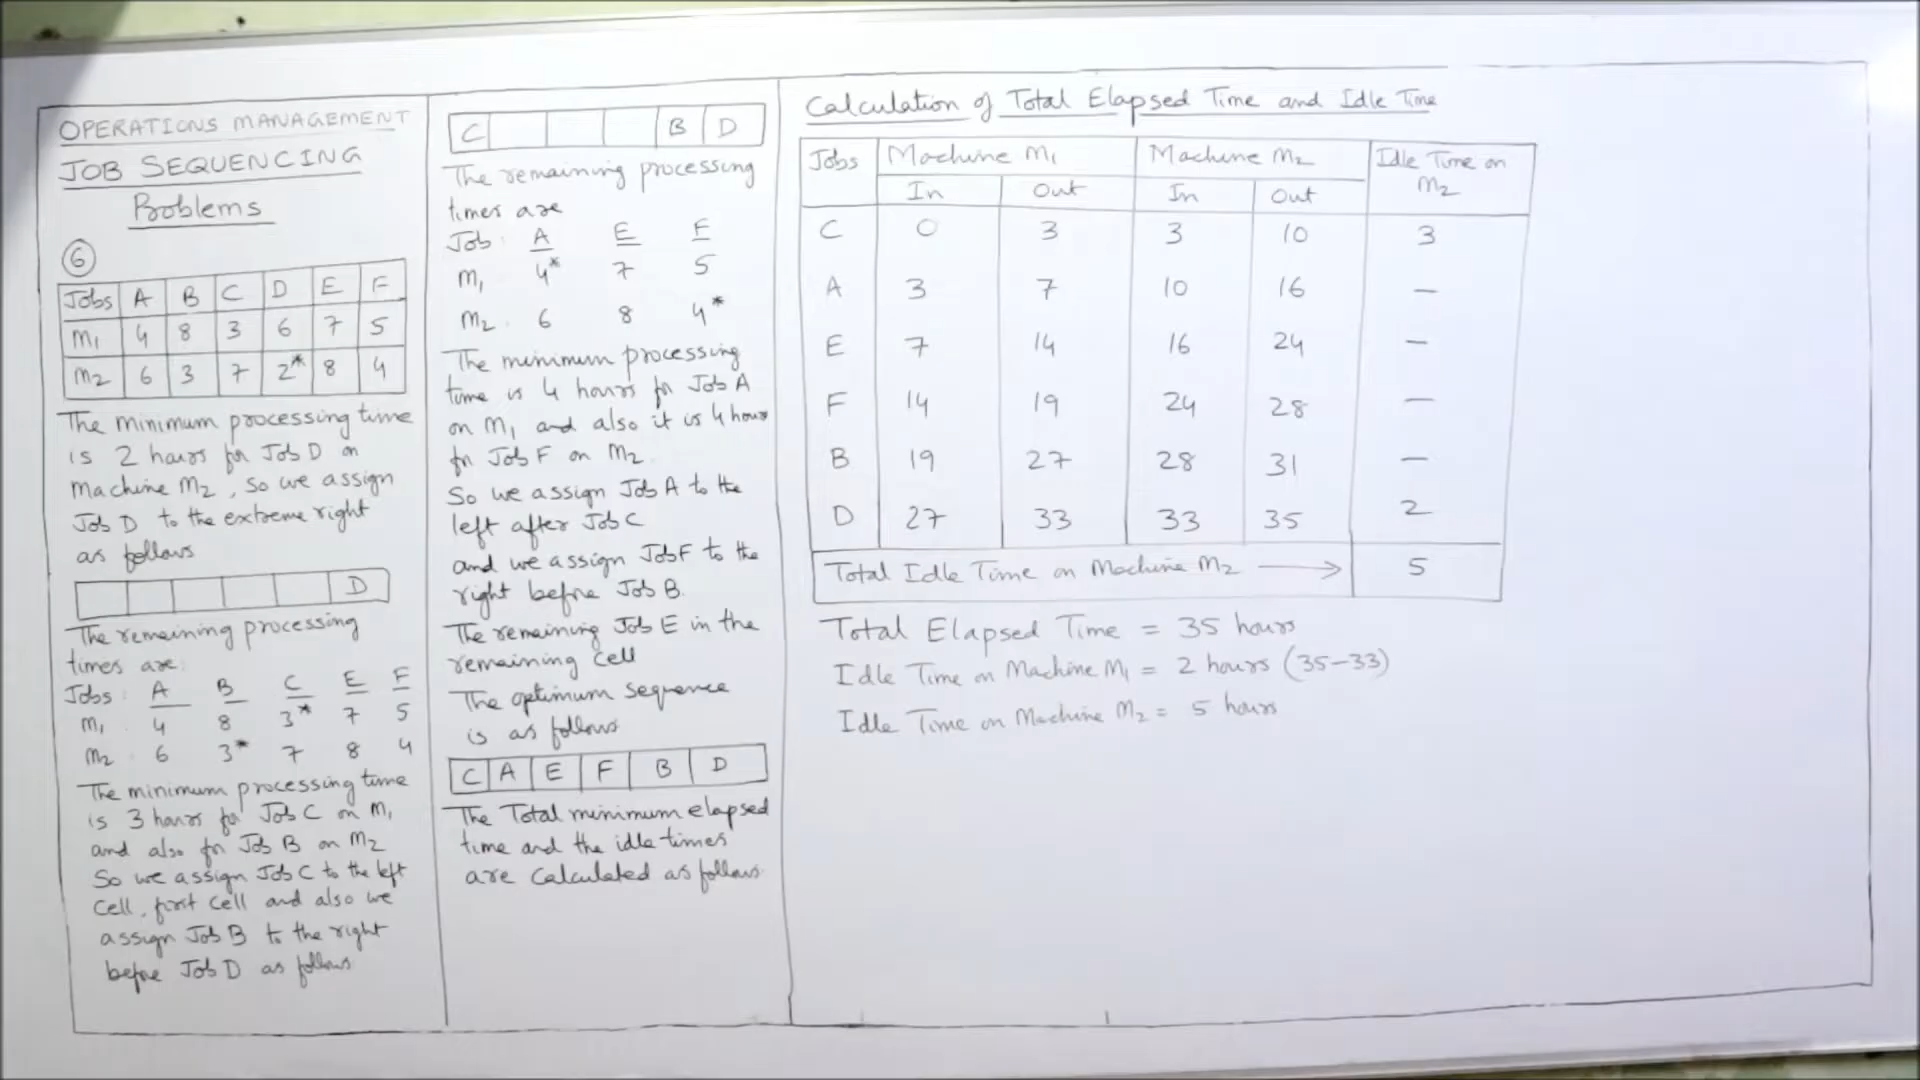 OPERATIONS MANAGEMENT
JOB SEQUENCING
Problems
6
Jobs A B C D E F
M1 4 8 3 6 7 5
M2 6 3 7 2* 8 4
The minimum processing time
is 2 hours for Job D on
Machine M2, so we assign
Job D to the extreme right
as follows
D
The remaining processing
times are:
Jobs: A B C E F
M1 4 8 3* 7 5
M2 6 3* 7 8 4
The minimum processing time
is 3 hours for Job C on M1
and also for Job B on M2
So we assign Job C to the left
cell, first cell and also we
assign Job B to the right
before Job D as follows
C B D
The remaining processing
times are
Job: A E F
M1 4* 7 5
M2 6 8 4*
The minimum processing
time is 4 hours for Job A
on M1 and also it is 4 hour
for Job F on M2
So we assign Job A to the
left after Job C
and we assign Job F to the
right before Job B.
The remaining Job E in the
remaining cell
The optimum sequence
is as follows
C A E F B D
The Total minimum elapsed
time and the idle times
are calculated as follows
Calculation of Total Elapsed Time and Idle Time
Jobs Machine M1 Machine M2 Idle Time on
M2
In Out In Out
C 0 3 3 10 3
A 3 7 10 16 —
E 7 14 16 24 —
F 14 19 24 28 —
B 19 27 28 31 —
D 27 33 33 35 2
Total Idle Time on Machine M2 → 5
Total Elapsed Time = 35 hours
Idle Time on Machine M1 = 2 hours (35-33)
Idle Time on Machine M2 = 5 hours